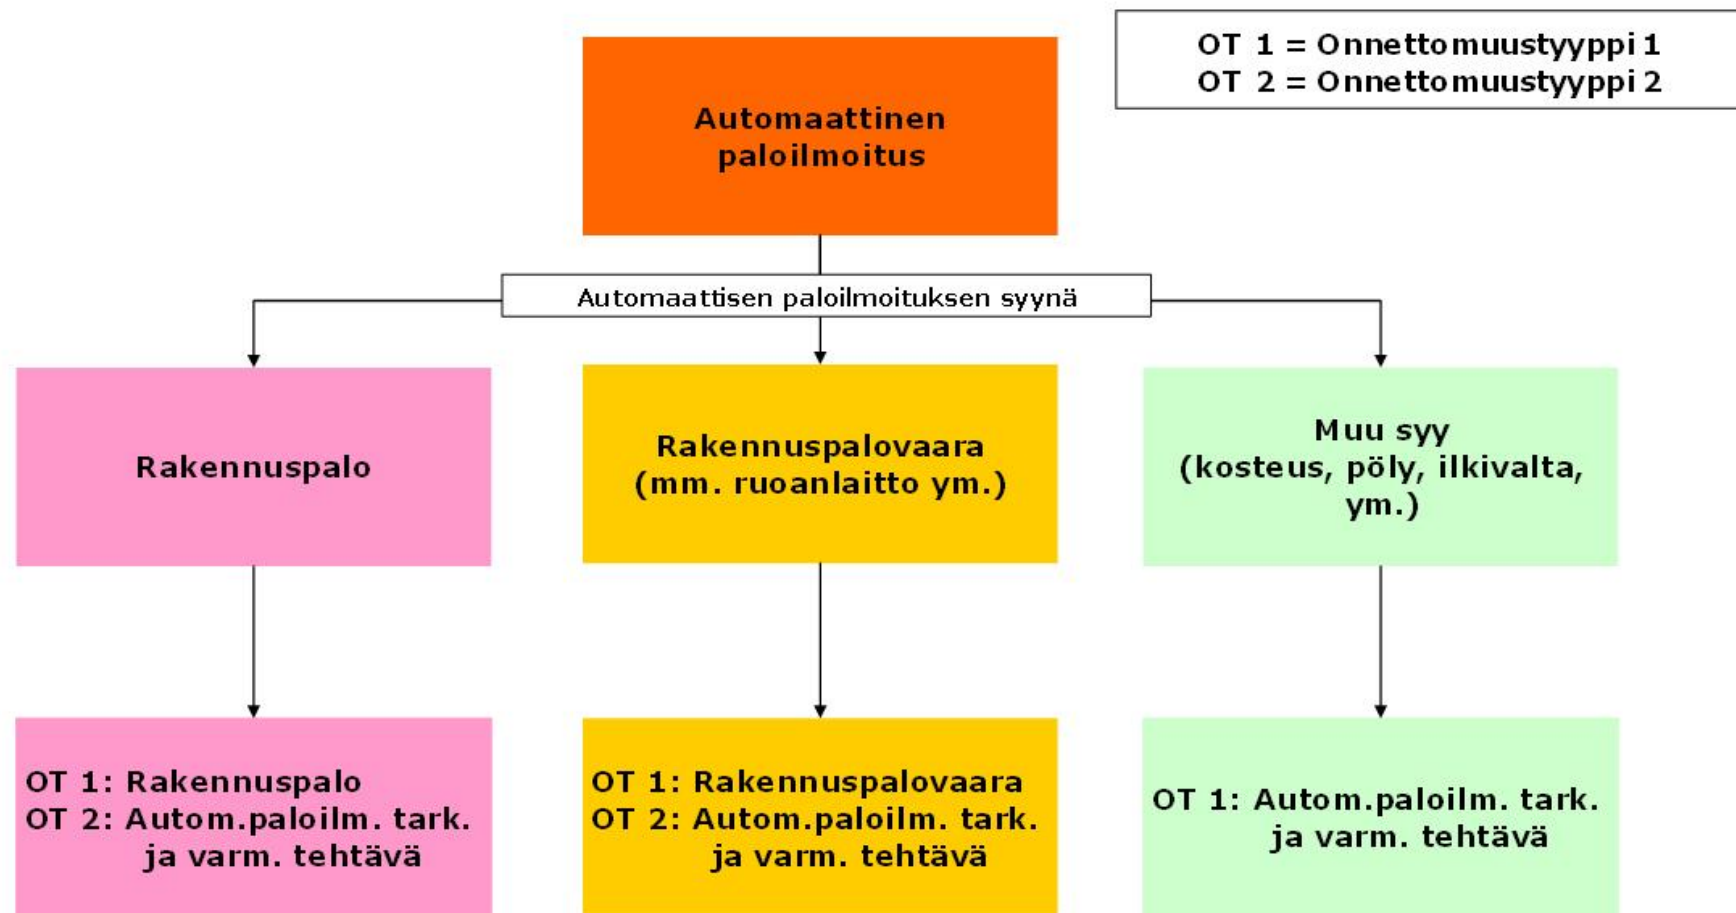 OT 1 = Onnettomuustyyppi 1
OT 2 = Onnettomuustyyppi 2
Automaattinen
paloilmoitus
Automaattisen paloilmoituksen syynä
Rakennuspalo
Rakennuspalovaara
(mm. ruoanlaitto ym.)
Muu syy
(kosteus, pöly, ilkivalta,
ym.)
OT 1: Rakennuspalo
OT 2: Autom.paloilm. tark.
ja varm. tehtävä
OT 1: Rakennuspalovaara
OT 2: Autom.paloilm. tark.
ja varm. tehtävä
OT 1: Autom.paloilm. tark.
ja varm. tehtävä